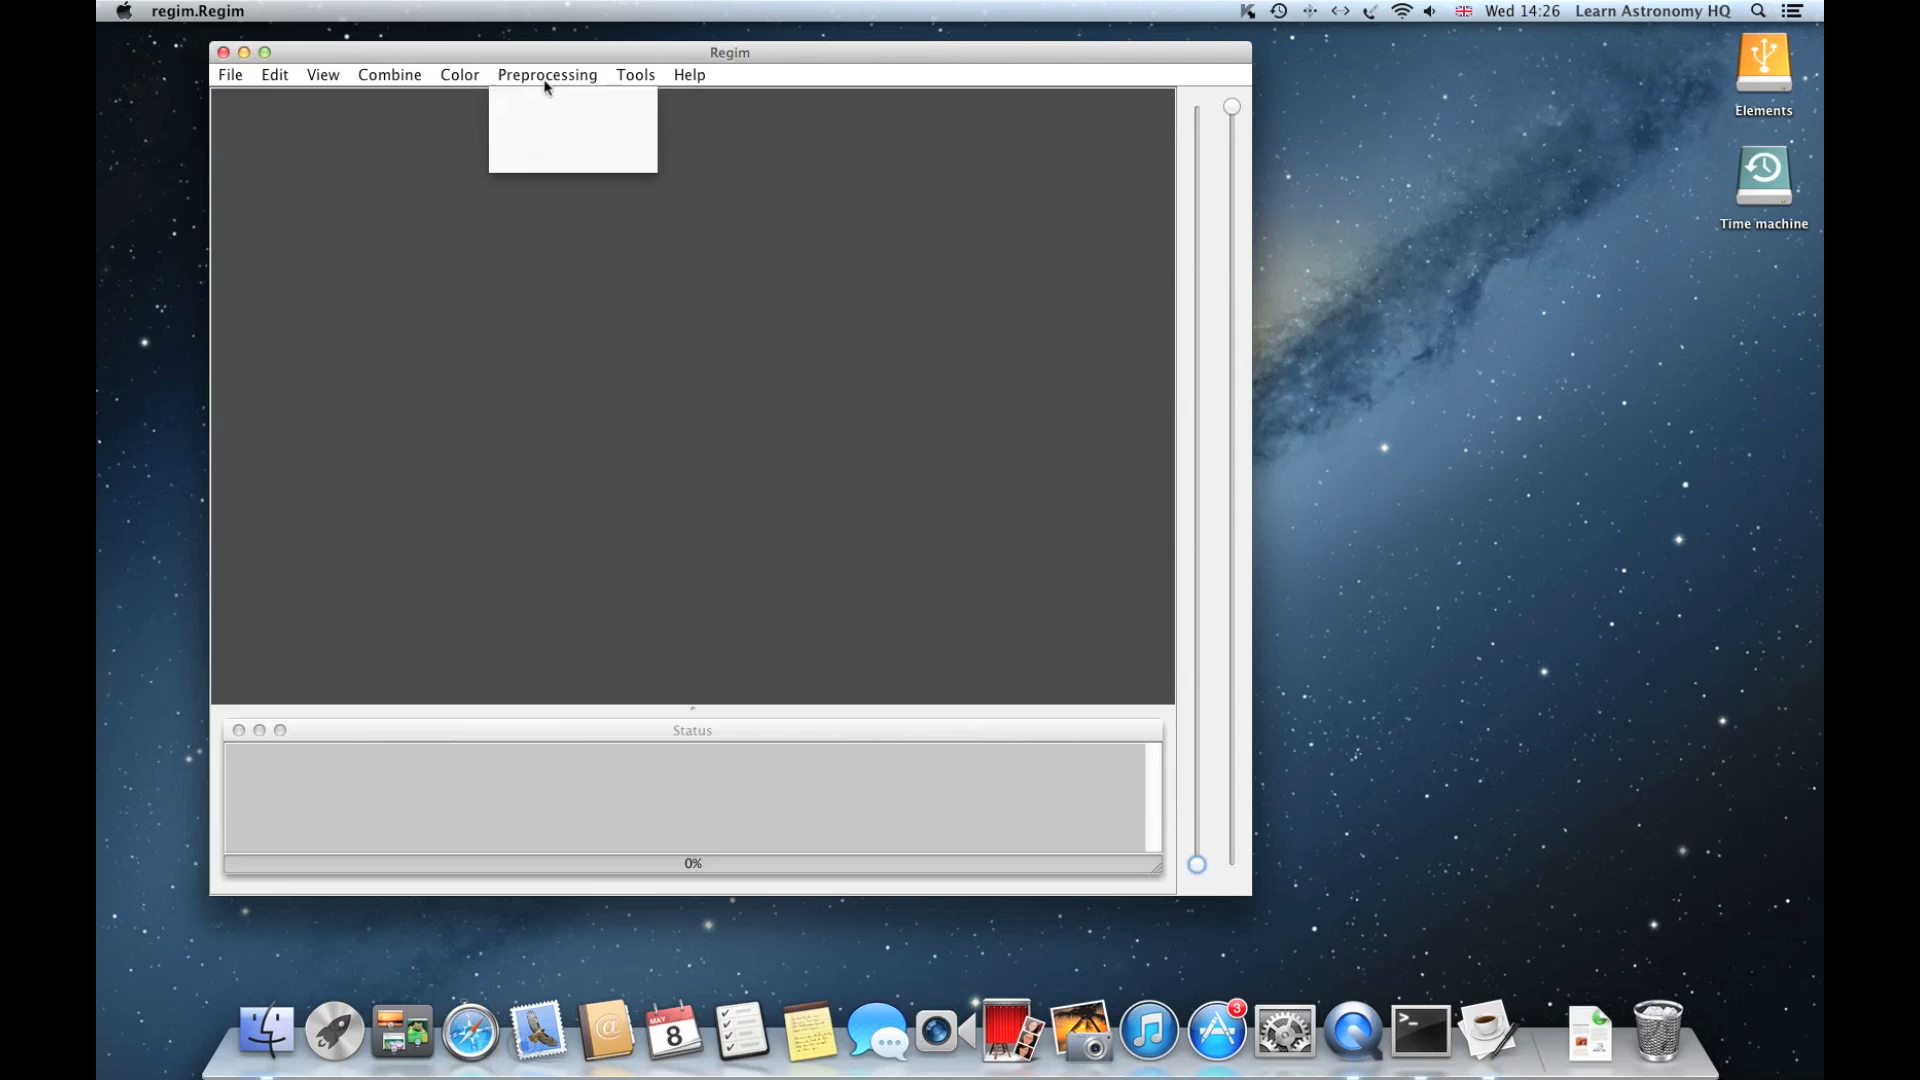 regim.Regim
Wed 14:26 Learn Astronomy HQ
Regim
File Edit View Combine Color Preprocessing Tools Help
Elements
Time machine
Status
0%
@
MAY
8
3
>_